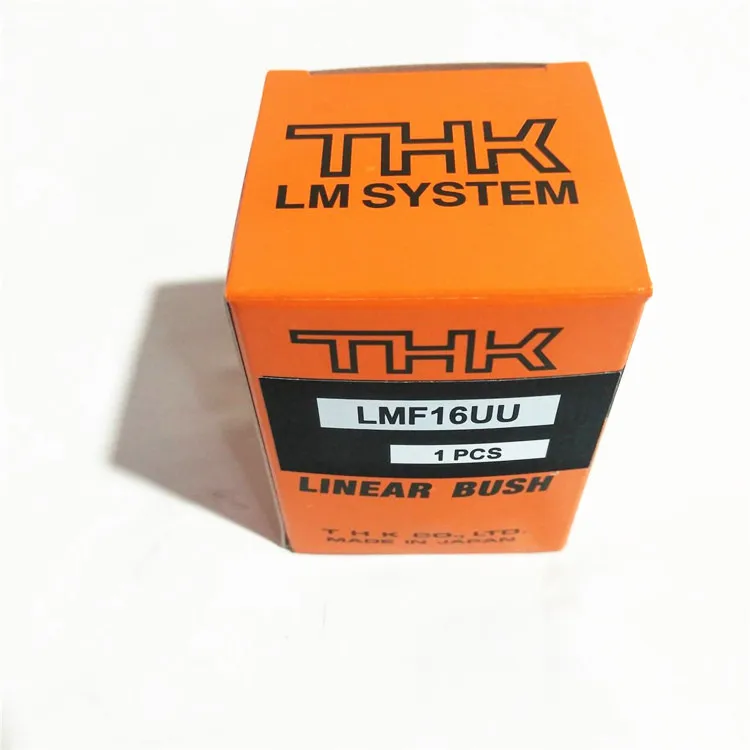 THK
LM SYSTEM
THK
LMF16UU
1 PCS
LINEAR BUSH
T H K CO., LTD.
MADE IN JAPAN